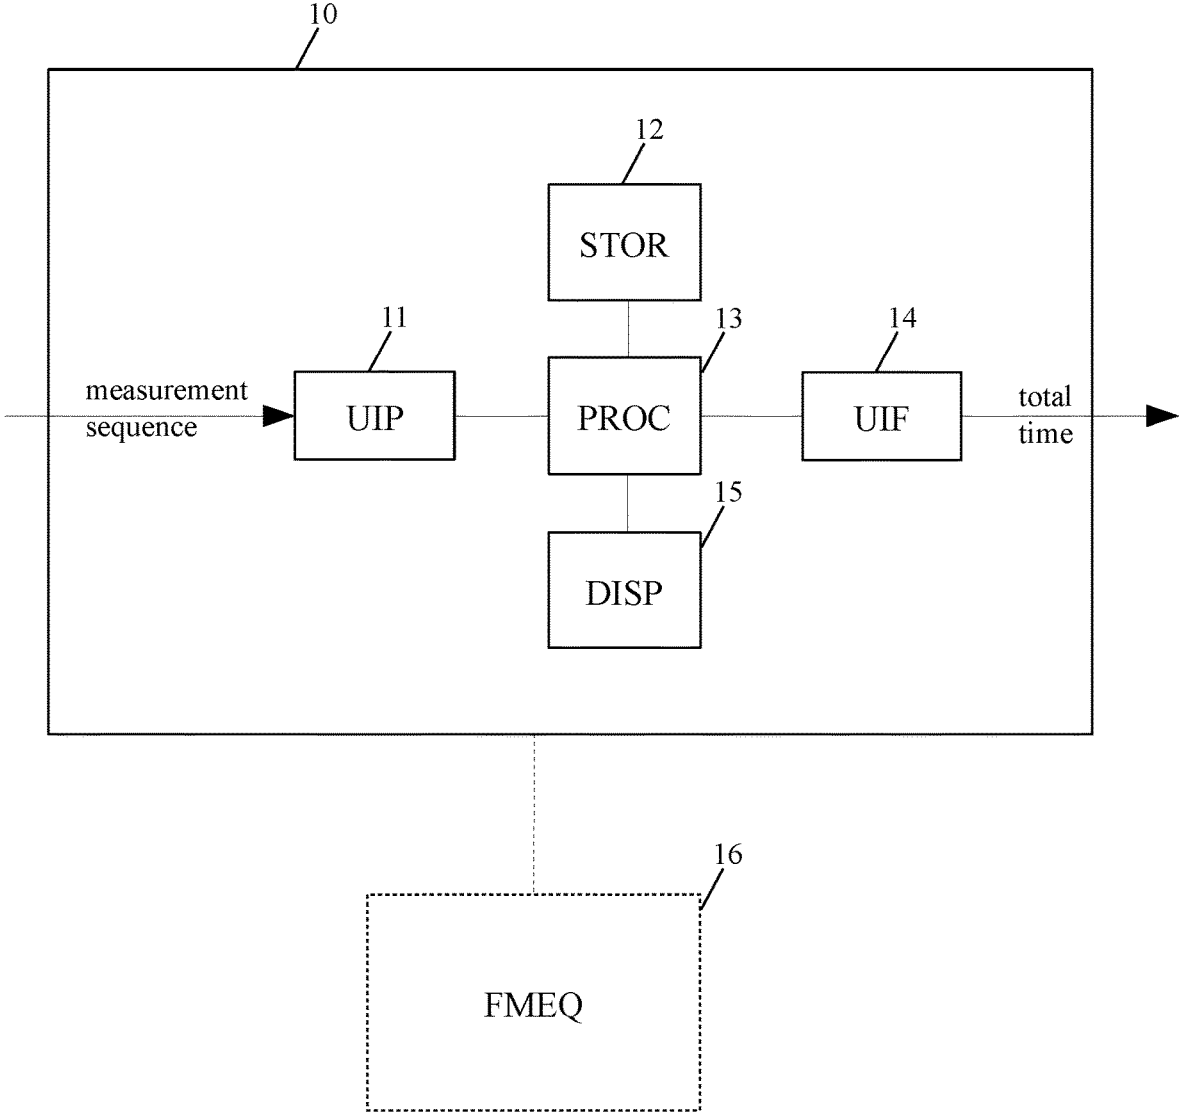 10
12
STOR
11
13
14
measurement
sequence
UIP
PROC
UIF
total
time
15
DISP
16
FMEQ